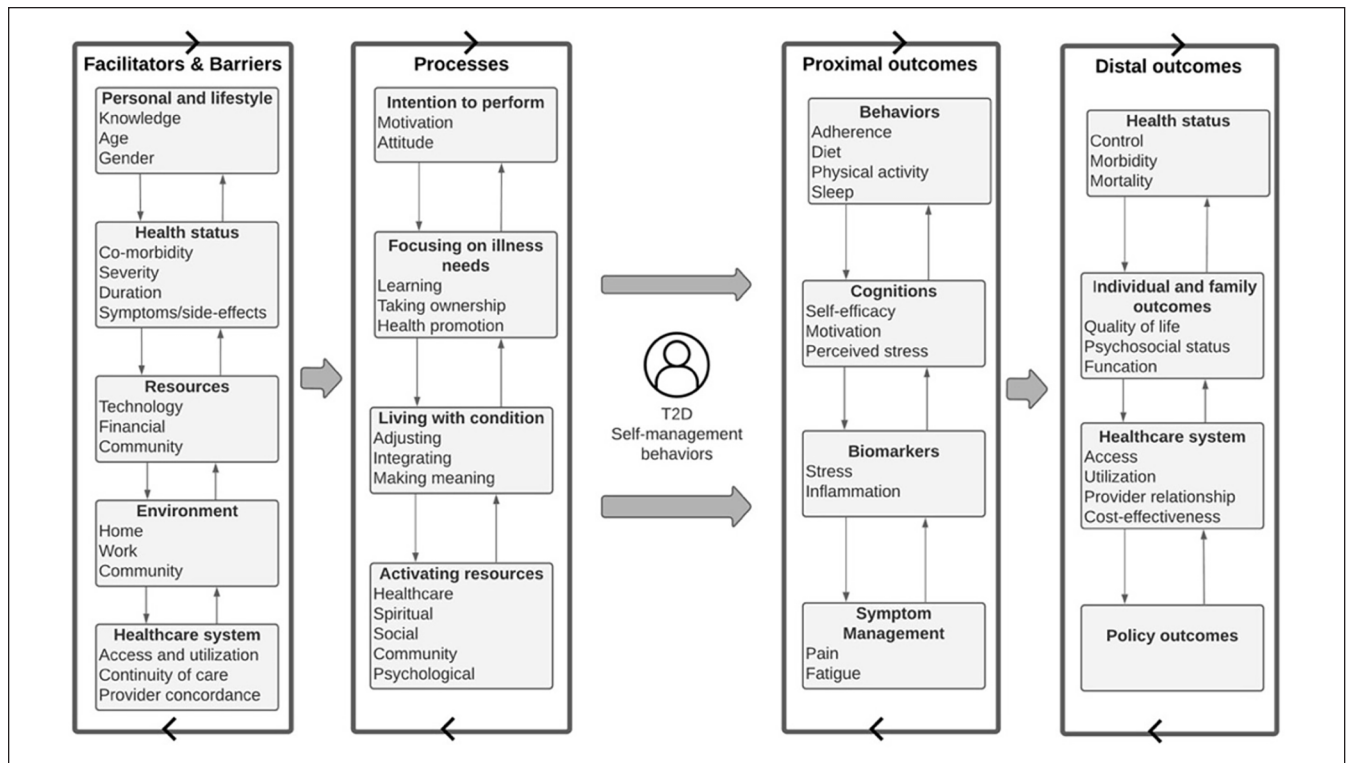 Facilitators & Barriers
Personal and lifestyle
Knowledge
Age
Gender
Health status
Co-morbidity
Severity
Duration
Symptoms/side-effects
Resources
Technology
Financial
Community
Environment
Home
Work
Community
Healthcare system
Access and utilization
Continuity of care
Provider concordance
Processes
Intention to perform
Motivation
Attitude
Focusing on illness
needs
Learning
Taking ownership
Health promotion
Living with condition
Adjusting
Integrating
Making meaning
Activating resources
Healthcare
Spiritual
Social
Community
Psychological
T2D
Self-management
behaviors
Proximal outcomes
Behaviors
Adherence
Diet
Physical activity
Sleep
Cognitions
Self-efficacy
Motivation
Perceived stress
Biomarkers
Stress
Inflammation
Symptom
Management
Pain
Fatigue
Distal outcomes
Health status
Control
Morbidity
Mortality
Individual and family
outcomes
Quality of life
Psychosocial status
Funcation
Healthcare system
Access
Utilization
Provider relationship
Cost-effectiveness
Policy outcomes